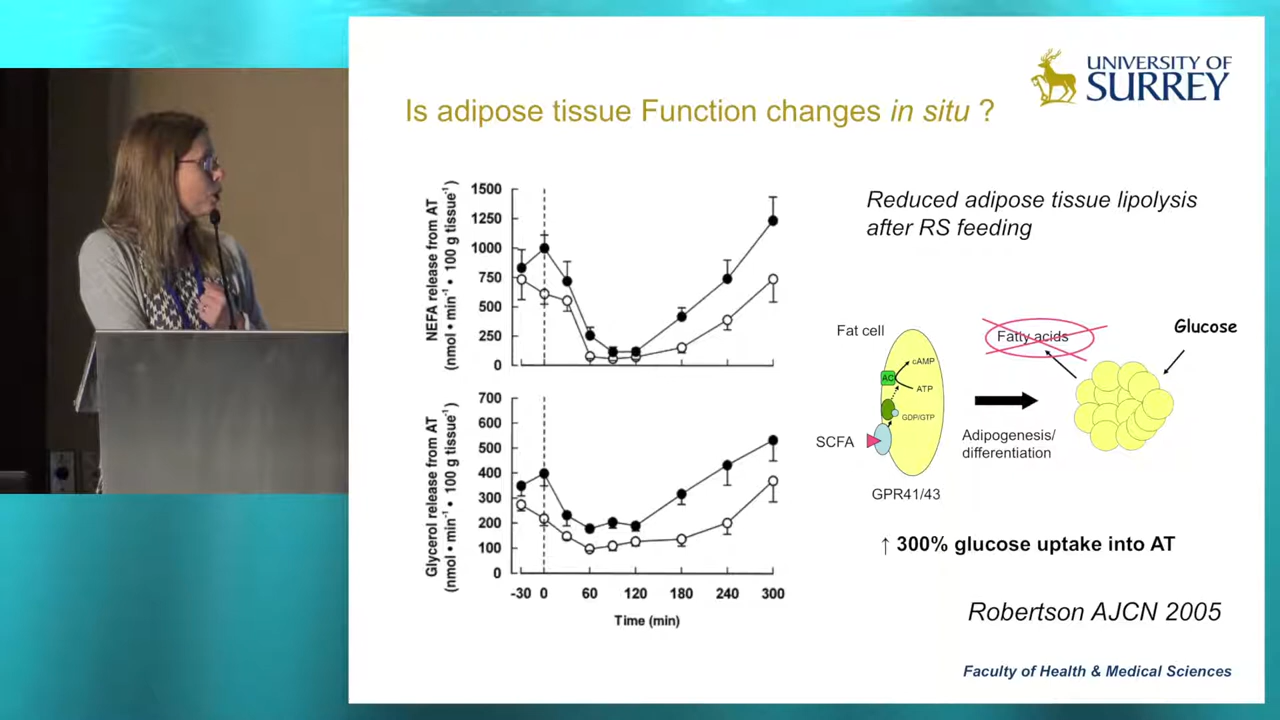 UNIVERSITY OF
SURREY
Is adipose tissue Function changes in situ ?
NEFA release from AT
(nmol • min⁻¹ • 100 g tissue⁻¹)
1500
1250
1000
750
500
250
0
Glycerol release from AT
(nmol • min⁻¹ • 100 g tissue⁻¹)
700
600
500
400
300
200
100
0
-30 0 60 120 180 240 300
Time (min)
Reduced adipose tissue lipolysis
after RS feeding
Fat cell
cAMP
AC
ATP
GDP/GTP
SCFA
GPR41/43
Adipogenesis/
differentiation
Fatty acids
Glucose
↑ 300% glucose uptake into AT
Robertson AJCN 2005
Faculty of Health & Medical Sciences